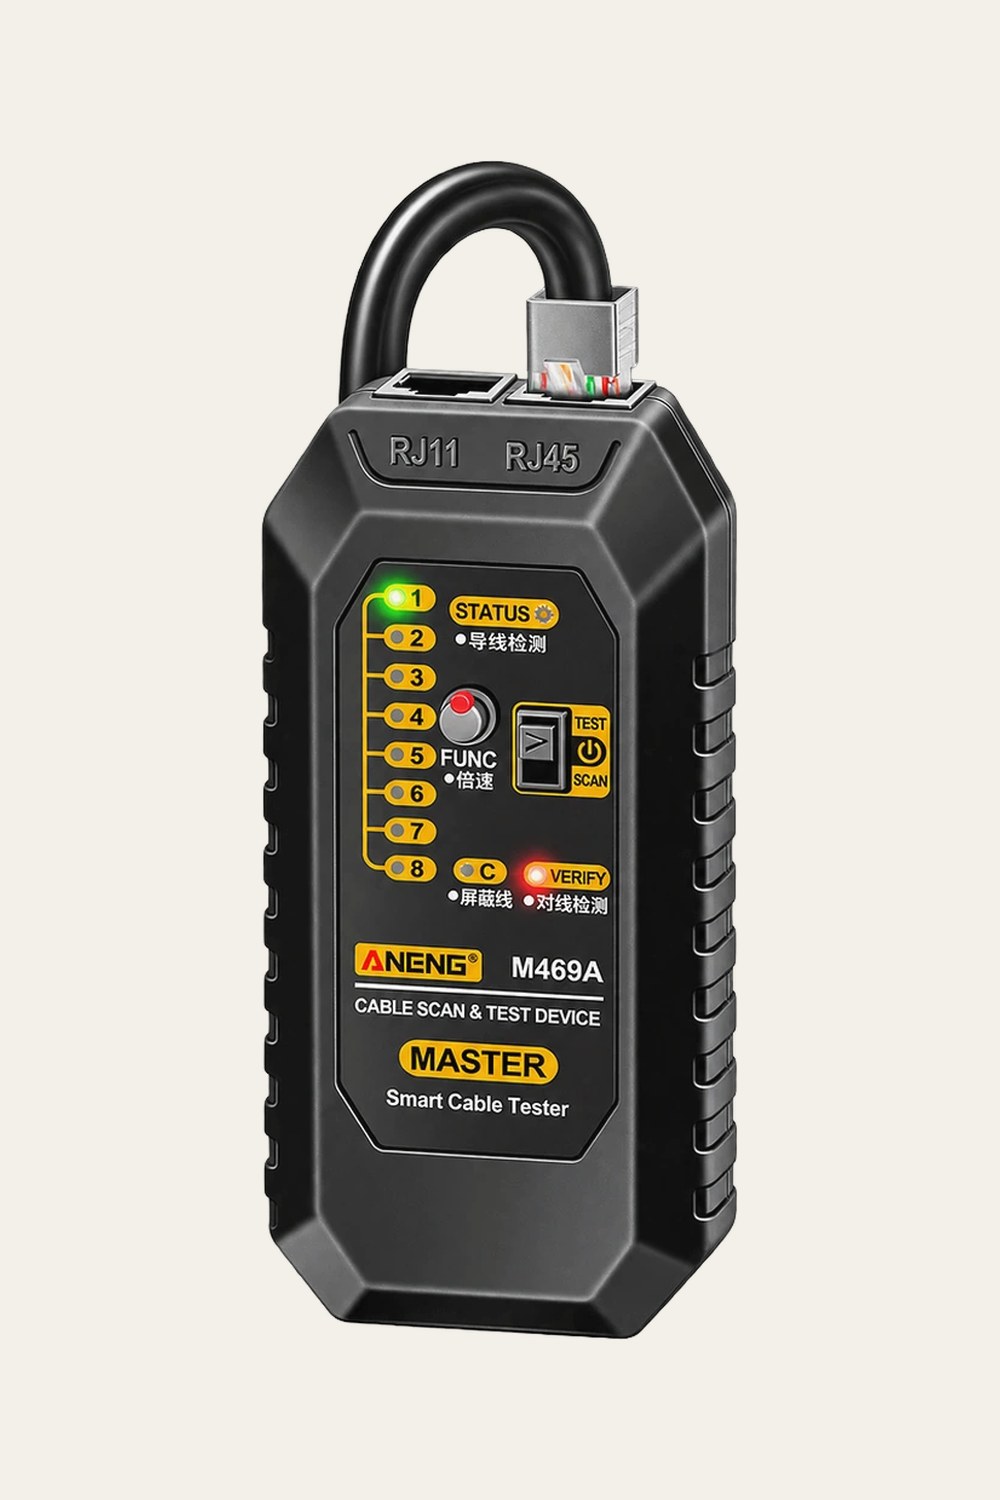 RJ11 RJ45
1
STATUS
导线检测
2
3
4
5
6
7
8
FUNC
倍速
TEST
SCAN
C
屏蔽线
VERIFY
对线检测
ANENG®
M469A
CABLE SCAN & TEST DEVICE
MASTER
Smart Cable Tester